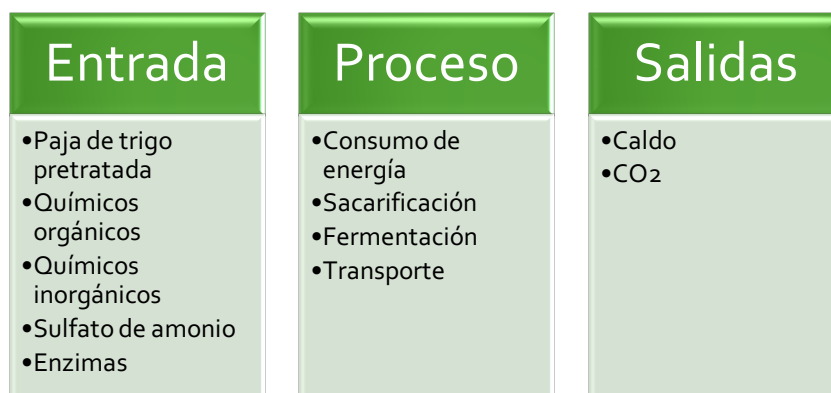 Entrada
•Paja de trigo
pretratada
•Químicos
orgánicos
•Químicos
inorgánicos
•Sulfato de amonio
•Enzimas
Proceso
•Consumo de
energía
•Sacarificación
•Fermentación
•Transporte
Salidas
•Caldo
•CO2